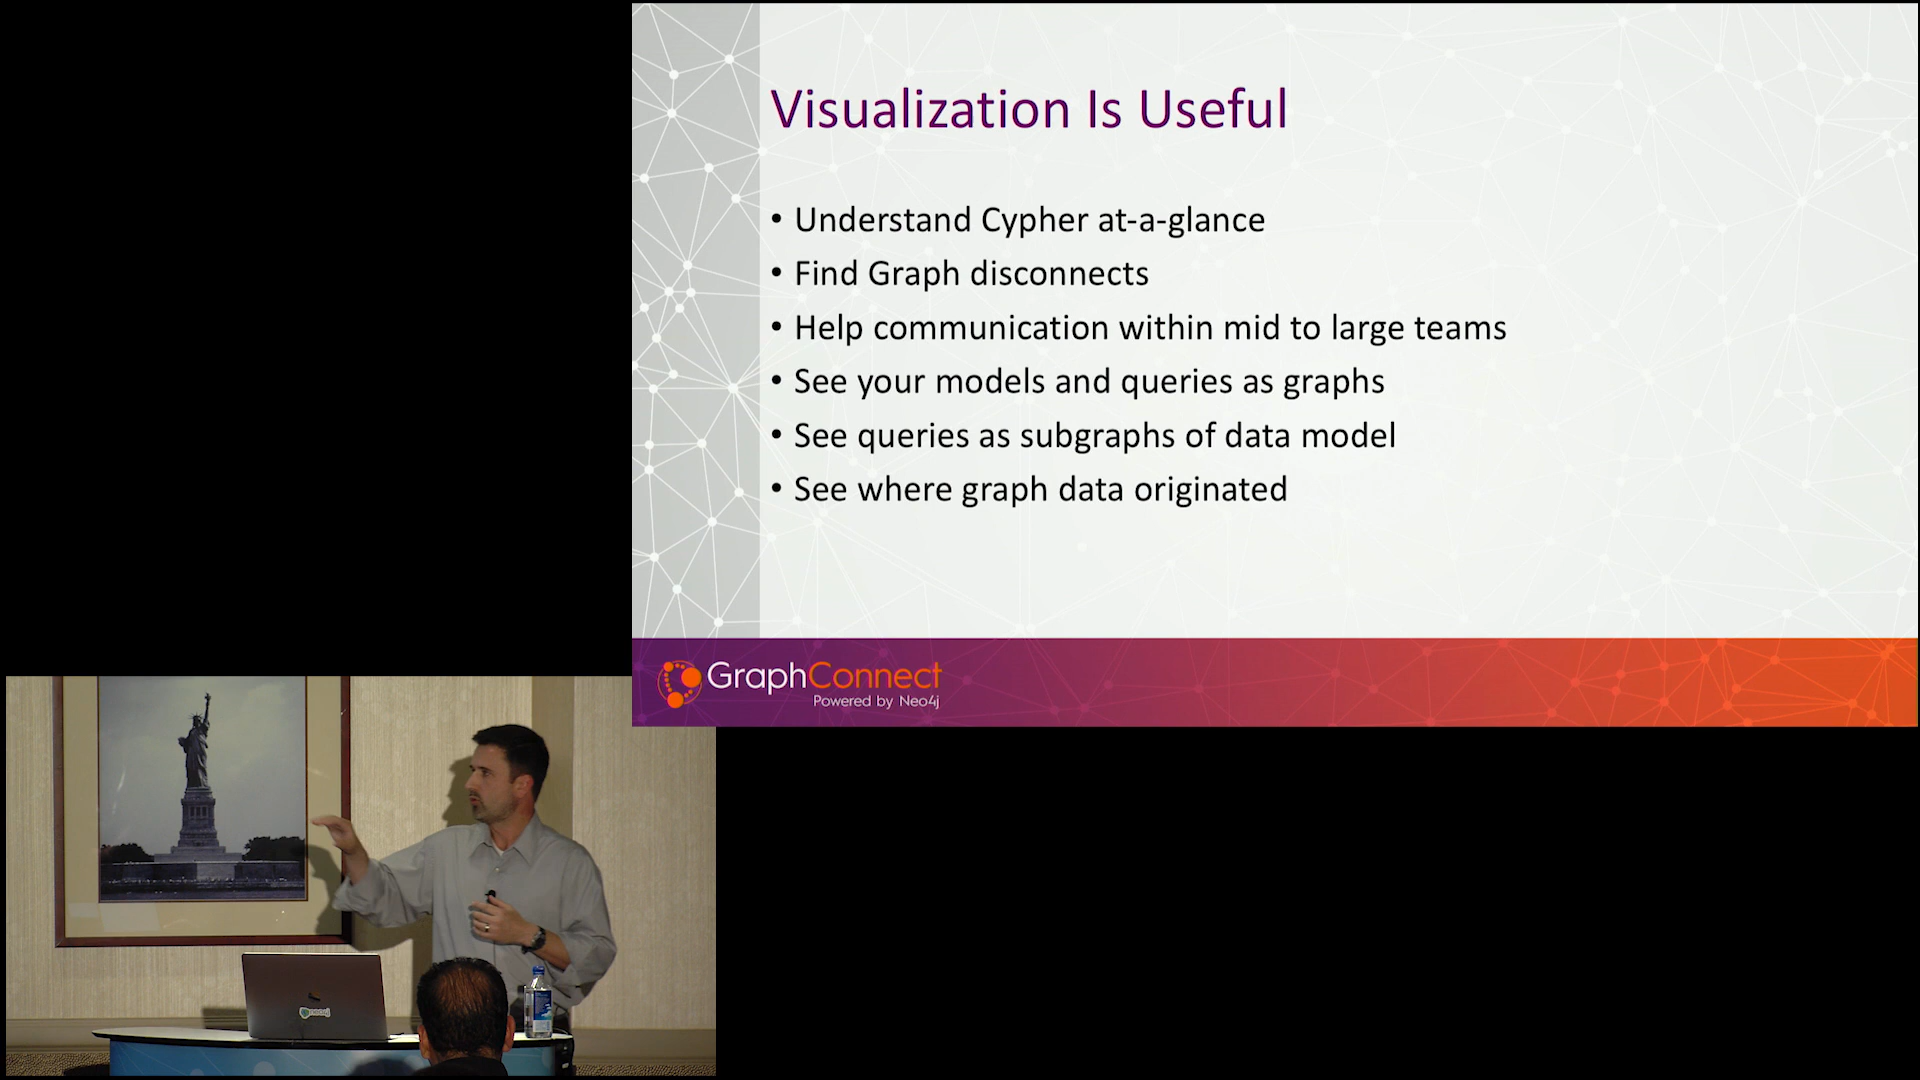 Visualization Is Useful
• Understand Cypher at-a-glance
• Find Graph disconnects
• Help communication within mid to large teams
• See your models and queries as graphs
• See queries as subgraphs of data model
• See where graph data originated
GraphConnect
Powered by Neo4j
neo4j